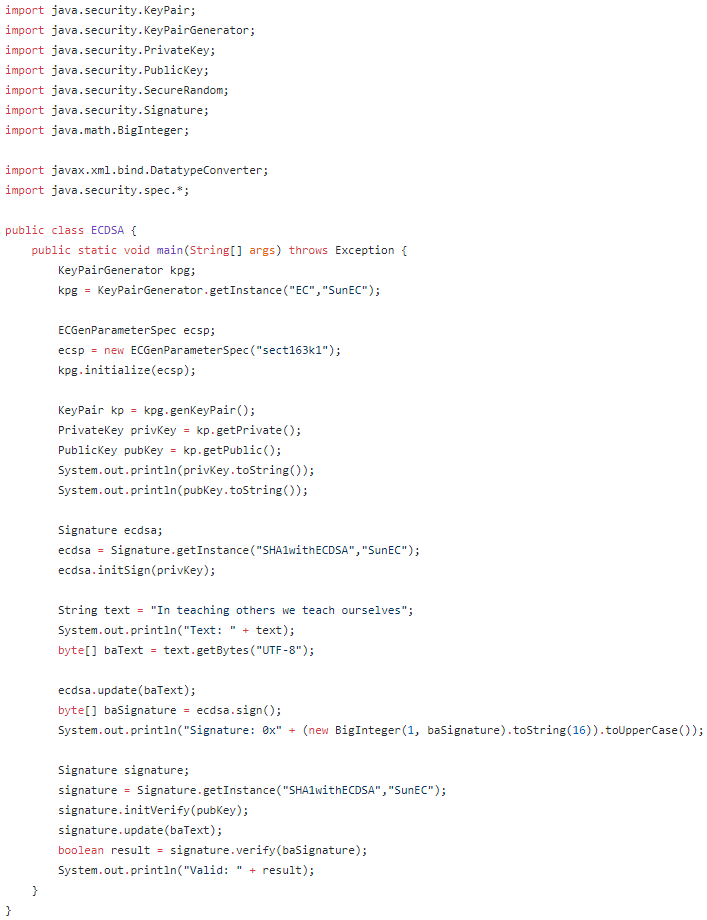 import java.security.KeyPair;
import java.security.KeyPairGenerator;
import java.security.PrivateKey;
import java.security.PublicKey;
import java.security.SecureRandom;
import java.security.Signature;
import java.math.BigInteger;

import javax.xml.bind.DatatypeConverter;
import java.security.spec.*;

public class ECDSA {
    public static void main(String[] args) throws Exception {
        KeyPairGenerator kpg;
        kpg = KeyPairGenerator.getInstance("EC","SunEC");

        ECGenParameterSpec ecsp;
        ecsp = new ECGenParameterSpec("sect163k1");
        kpg.initialize(ecsp);

        KeyPair kp = kpg.genKeyPair();
        PrivateKey privKey = kp.getPrivate();
        PublicKey pubKey = kp.getPublic();
        System.out.println(privKey.toString());
        System.out.println(pubKey.toString());

        Signature ecdsa;
        ecdsa = Signature.getInstance("SHA1withECDSA","SunEC");
        ecdsa.initSign(privKey);

        String text = "In teaching others we teach ourselves";
        System.out.println("Text: " + text);
        byte[] baText = text.getBytes("UTF-8");

        ecdsa.update(baText);
        byte[] baSignature = ecdsa.sign();
        System.out.println("Signature: 0x" + (new BigInteger(1, baSignature).toString(16)).toUpperCase());

        Signature signature;
        signature = Signature.getInstance("SHA1withECDSA","SunEC");
        signature.initVerify(pubKey);
        signature.update(baText);
        boolean result = signature.verify(baSignature);
        System.out.println("Valid: " + result);
    }
}